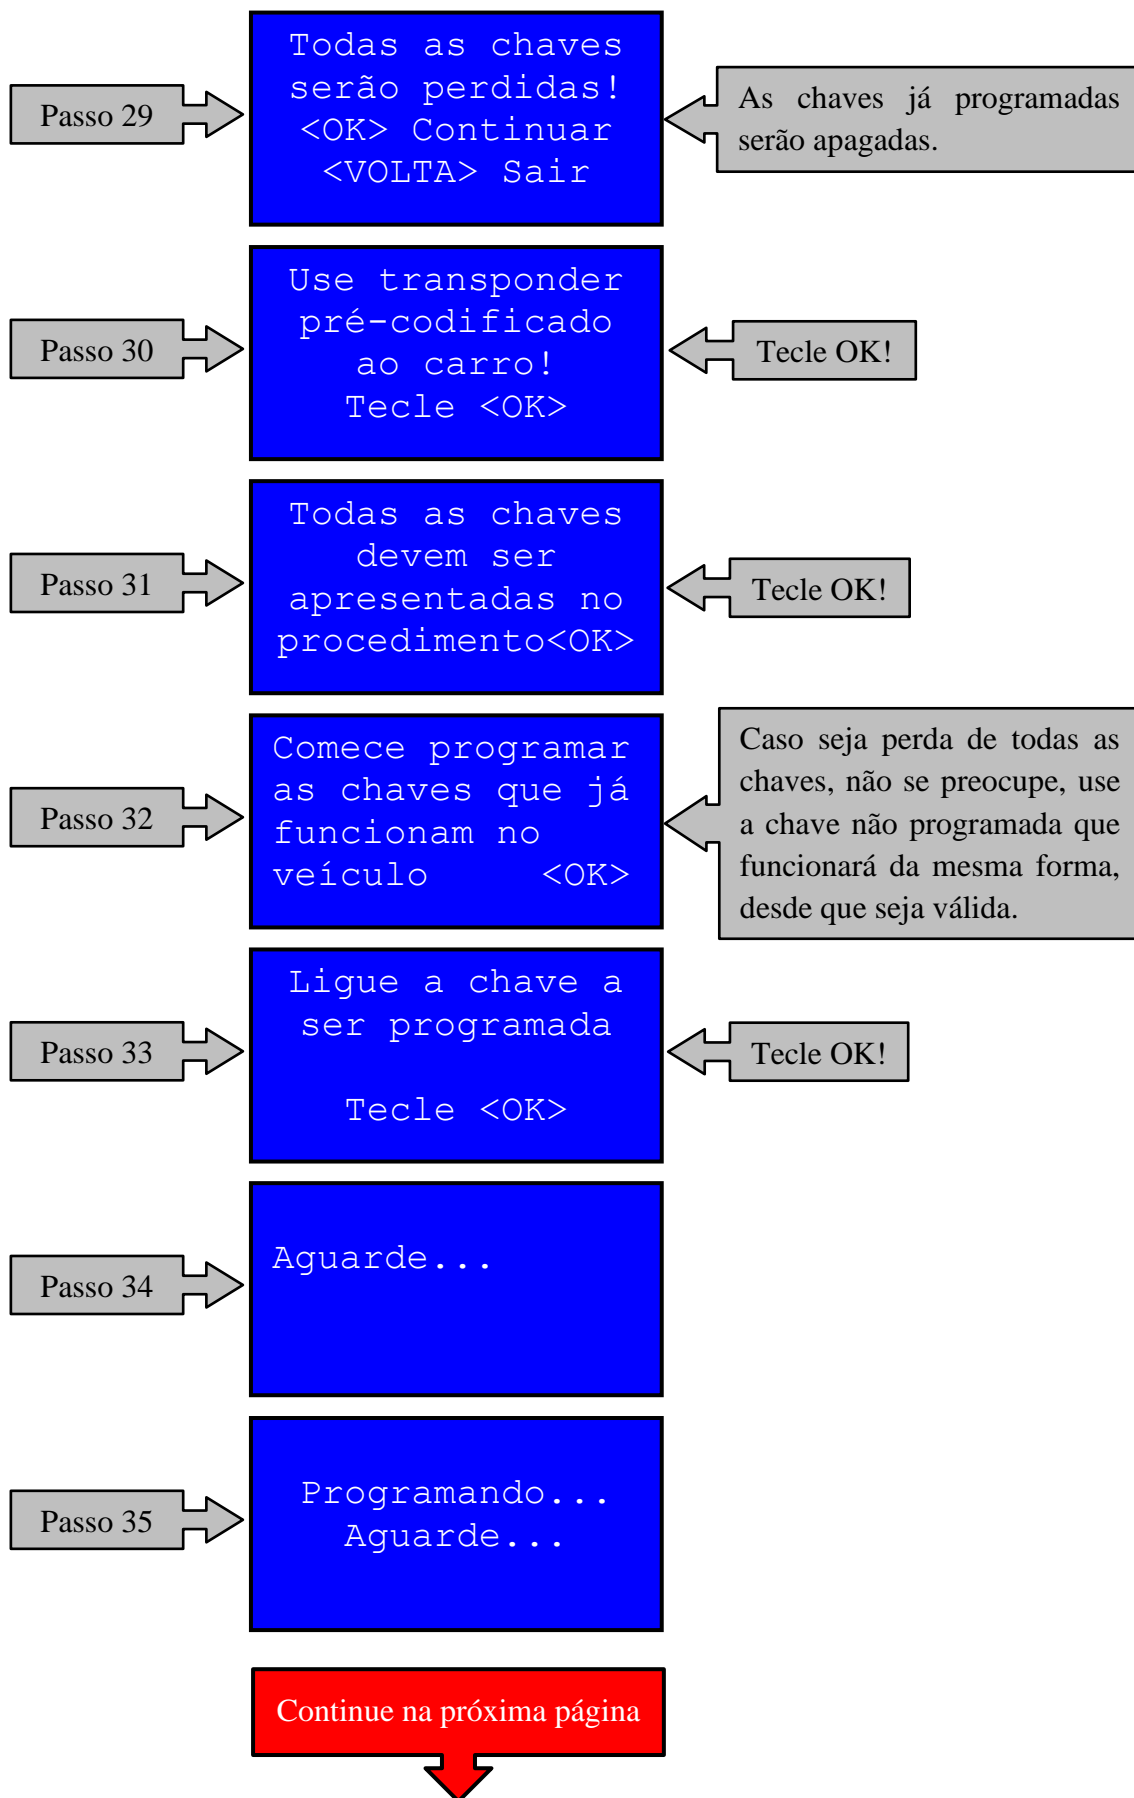 Passo 29
Todas as chaves
serão perdidas!
<OK> Continuar
<VOLTA> Sair
As chaves já programadas
serão apagadas.
Passo 30
Use transponder
pré-codificado
ao carro!
Tecle <OK>
Tecle OK!
Passo 31
Todas as chaves
devem ser
apresentadas no
procedimento<OK>
Tecle OK!
Passo 32
Comece programar
as chaves que já
funcionam no
veículo <OK>
Caso seja perda de todas as
chaves, não se preocupe, use
a chave não programada que
funcionará da mesma forma,
desde que seja válida.
Passo 33
Ligue a chave a
ser programada
Tecle <OK>
Tecle OK!
Passo 34
Aguarde...
Passo 35
Programando...
Aguarde...
Continue na próxima página